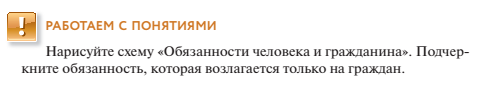 РАБОТАЕМ С ПОНЯТИЯМИ
Нарисуйте схему «Обязанности человека и гражданина». Подчер-
кните обязанность, которая возлагается только на граждан.